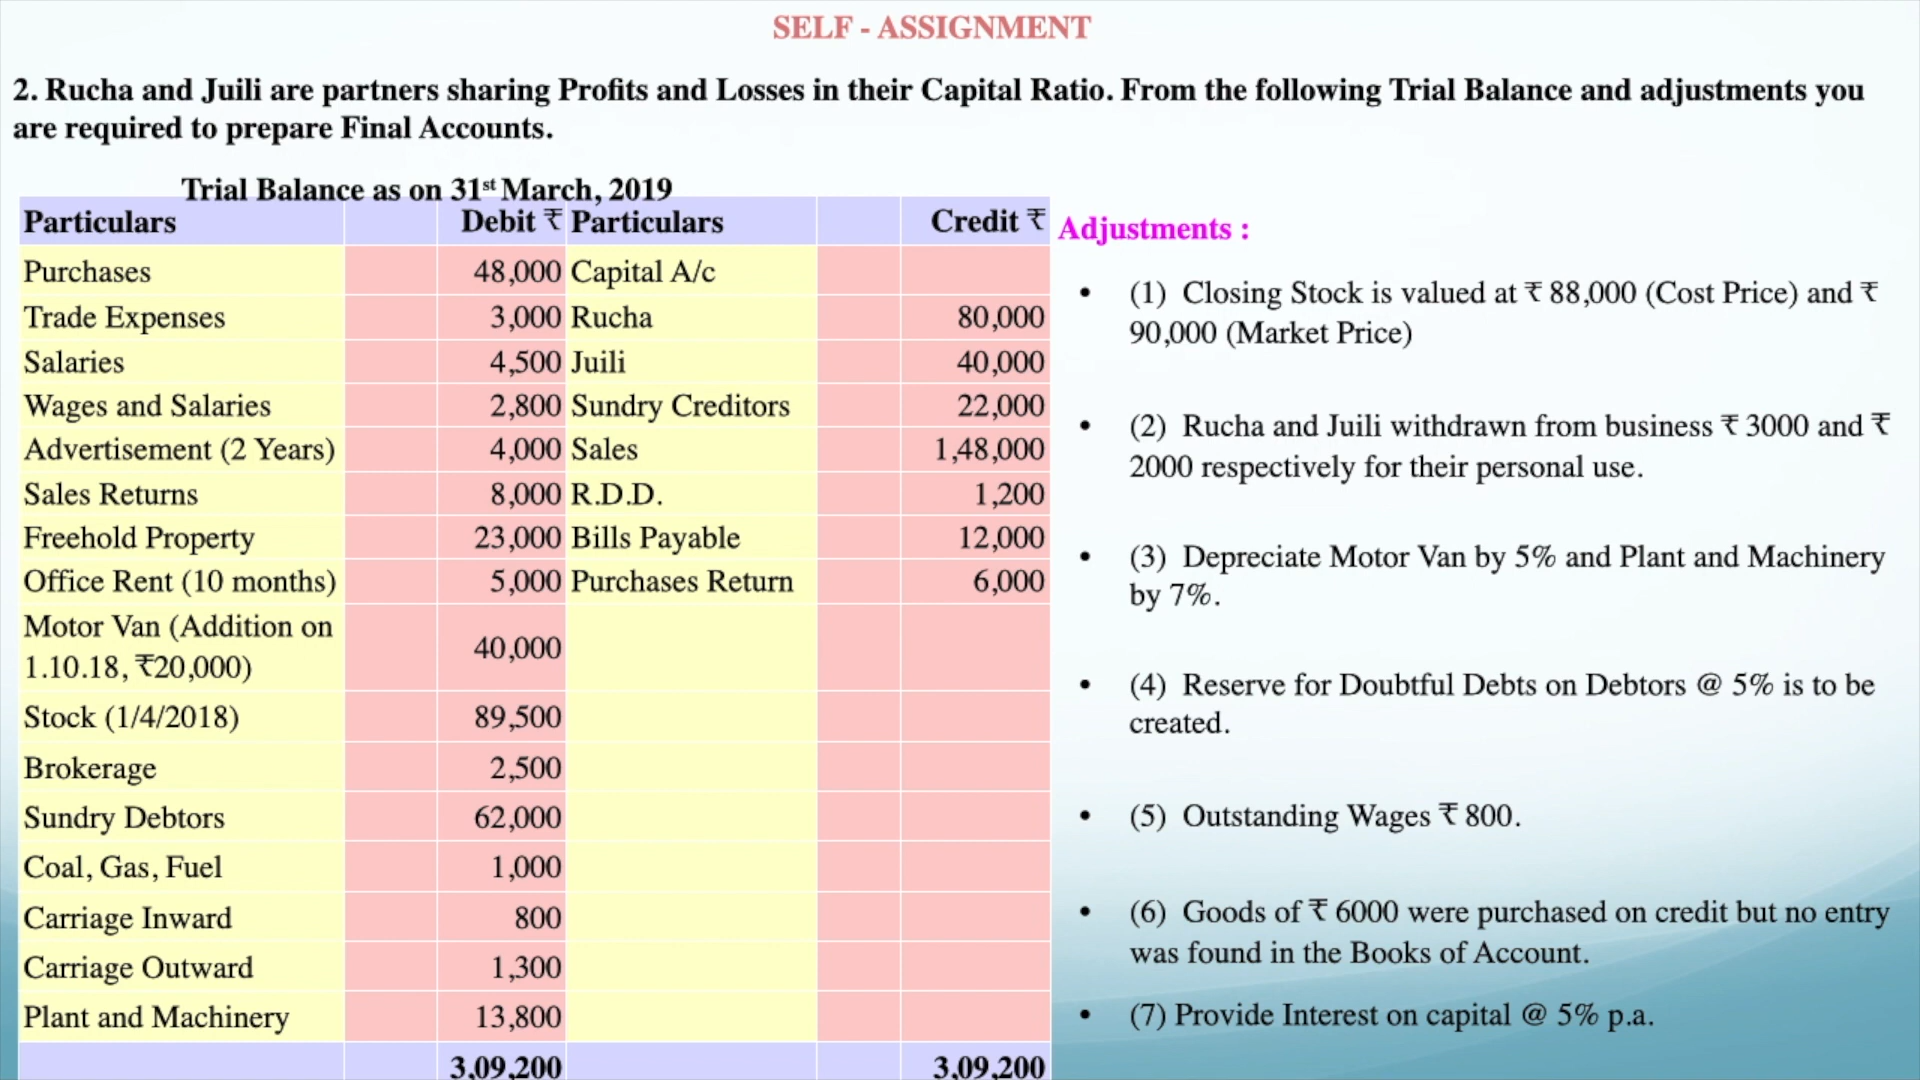 SELF - ASSIGNMENT
2. Rucha and Juili are partners sharing Profits and Losses in their Capital Ratio. From the following Trial Balance and adjustments you
are required to prepare Final Accounts.
Trial Balance as on 31st March, 2019
Particulars Debit ₹ Particulars Credit ₹
Purchases 48,000 Capital A/c
Trade Expenses 3,000 Rucha 80,000
Salaries 4,500 Juili 40,000
Wages and Salaries 2,800 Sundry Creditors 22,000
Advertisement (2 Years) 4,000 Sales 1,48,000
Sales Returns 8,000 R.D.D. 1,200
Freehold Property 23,000 Bills Payable 12,000
Office Rent (10 months) 5,000 Purchases Return 6,000
Motor Van (Addition on
1.10.18, ₹20,000) 40,000
Stock (1/4/2018) 89,500
Brokerage 2,500
Sundry Debtors 62,000
Coal, Gas, Fuel 1,000
Carriage Inward 800
Carriage Outward 1,300
Plant and Machinery 13,800
3,09,200 3,09,200
Adjustments :
• (1) Closing Stock is valued at ₹ 88,000 (Cost Price) and ₹
90,000 (Market Price)
• (2) Rucha and Juili withdrawn from business ₹ 3000 and ₹
2000 respectively for their personal use.
• (3) Depreciate Motor Van by 5% and Plant and Machinery
by 7%.
• (4) Reserve for Doubtful Debts on Debtors @ 5% is to be
created.
• (5) Outstanding Wages ₹ 800.
• (6) Goods of ₹ 6000 were purchased on credit but no entry
was found in the Books of Account.
• (7) Provide Interest on capital @ 5% p.a.